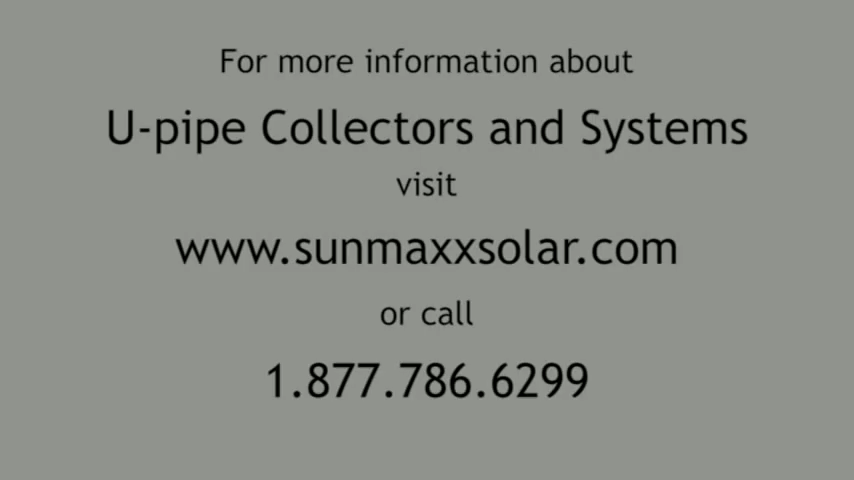 For more information about
U-pipe Collectors and Systems
visit
www.sunmaxxsolar.com
or call
1.877.786.6299